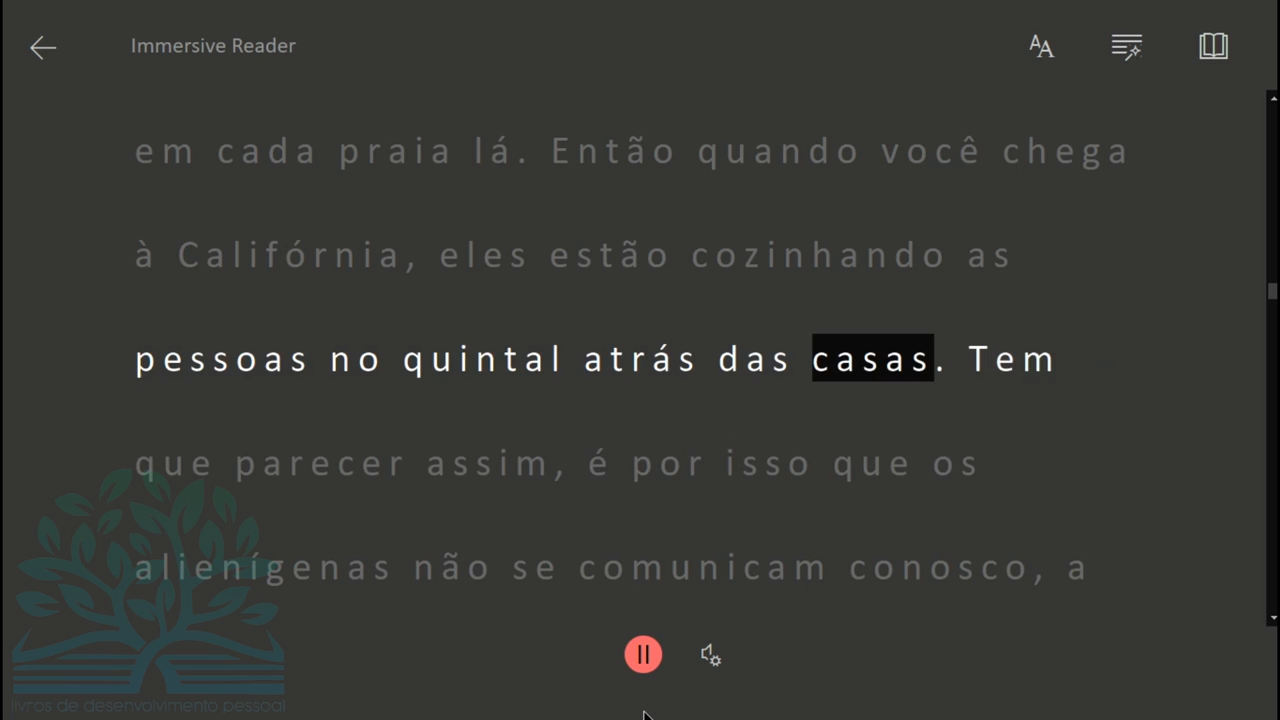 Immersive Reader
em cada praia lá. Então quando você chega
à Califórnia, eles estão cozinhando as
pessoas no quintal atrás das casas. Tem
que parecer assim, é por isso que os
alienígenas não se comunicam conosco, a
livros de desenvolvimento pessoal